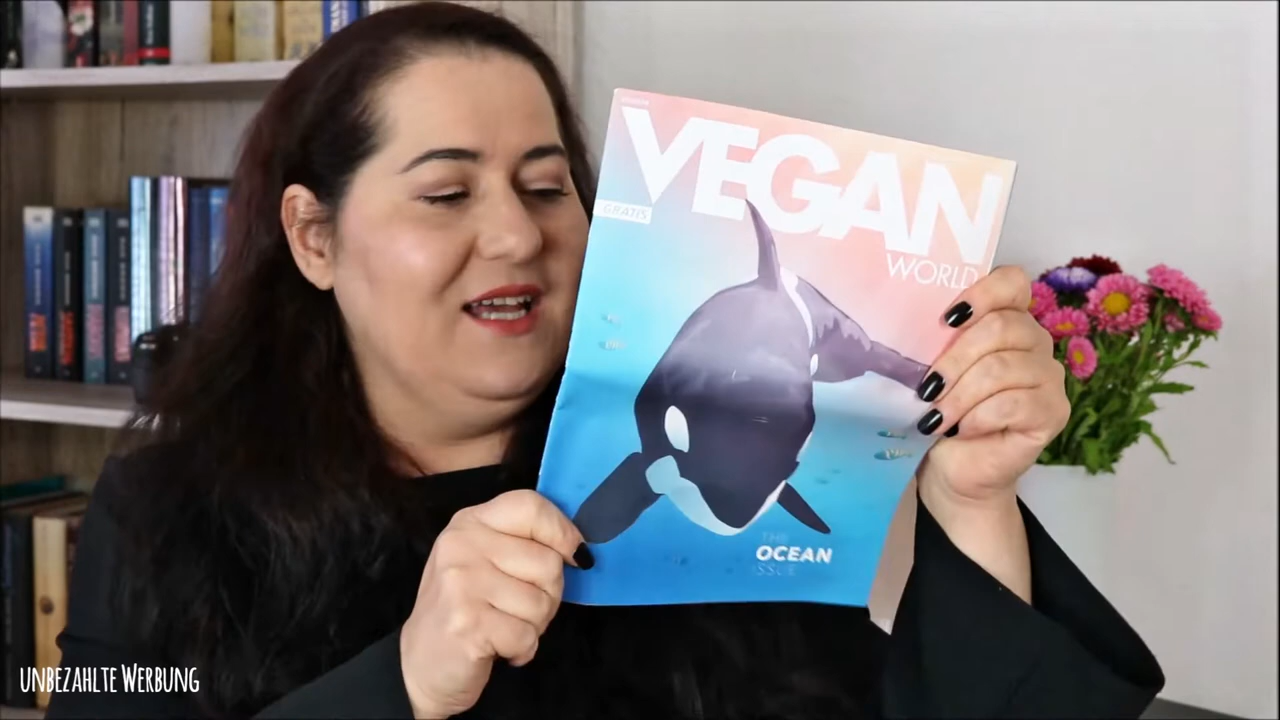 VEGAN
GRATIS
WORLD
THE
OCEAN
ISSUE
UNBEZAHLTE WERBUNG